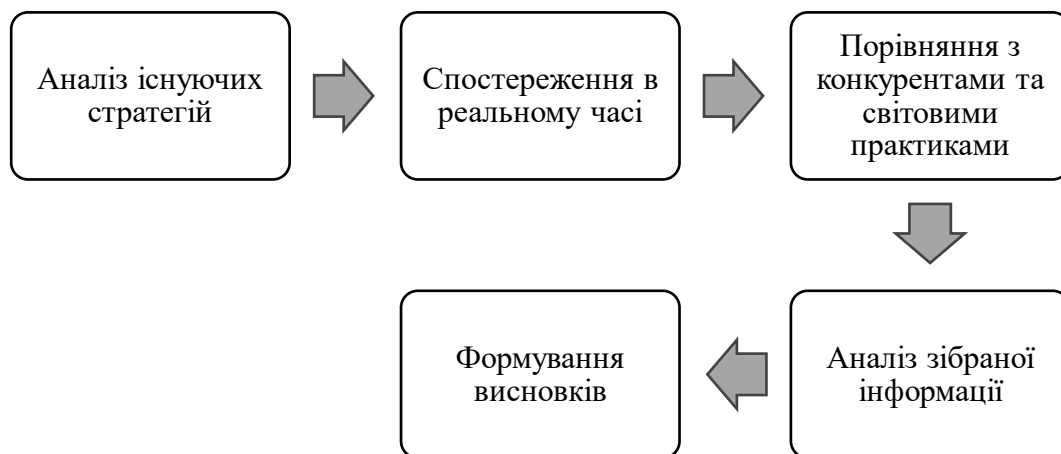 Аналіз існуючих
стратегій
Спостереження в
реальному часі
Порівняння з
конкурентами та
світовими
практиками
Аналіз зібраної
інформації
Формування
висновків